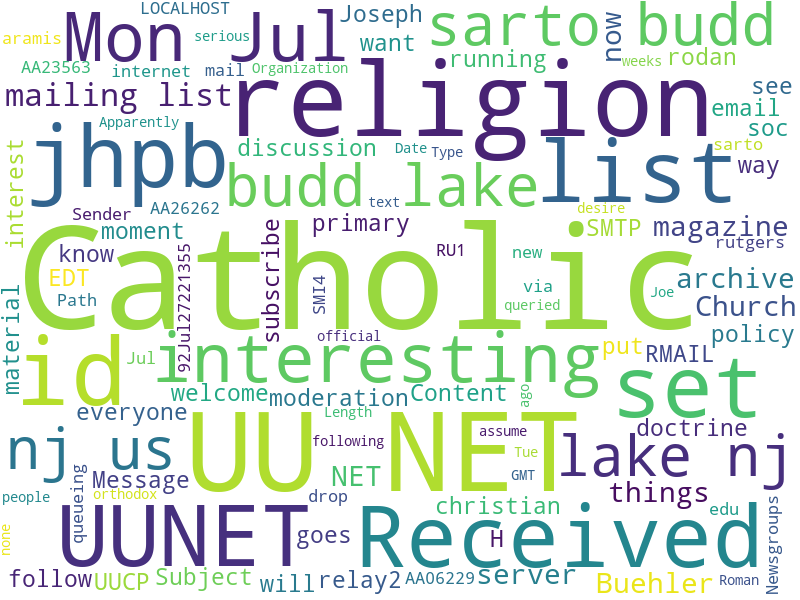 LOCALHOST
Joseph
sarto budd
aramis
serious
Mon Jul
want
now
AA23563
internet
mail
Organization
running
weeks
rodan
mailing list
religion
see
email
Apparently
soc
jhpb
discussion
Date
Type
list
sarto
way
interest
budd lake
text
Sender
AA26262
desire
primary
SMTP
magazine
moment
subscribe
Catholic
know
RU1
new
rutgers
EDT
92Jul27221355
SMI4
via
archive
Path
queried
Joe
Church
material
id
official
policy
Jul
interesting
put
RMAIL
welcome
moderation
Content
ago
set
everyone
Length
UU NET
nj us
following
assume
doctrine
lake nj
Tue
Message
NET
GMT
things
people
orthodox
queueing
drop
christian
edu
Newsgroups
none
UUNET
goes
Received
H
follow
UUCP
Subject
will
relay2
AA06229
server
Buehler
Roman